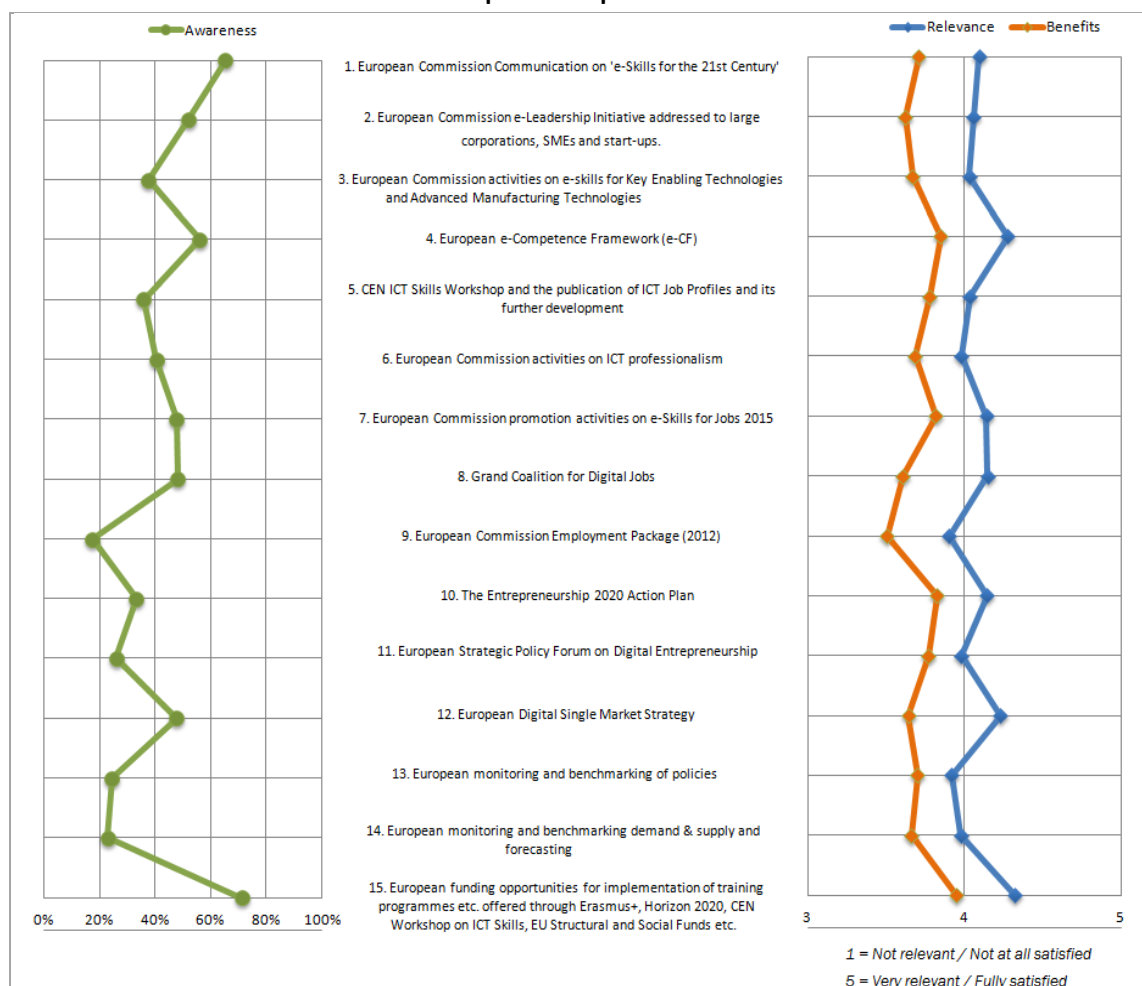 Awareness
Relevance
Benefits
1. European Commission Communication on 'e-Skills for the 21st Century'
2. European Commission e-Leadership Initiative addressed to large
corporations, SMEs and start-ups.
3. European Commission activities on e-skills for Key Enabling Technologies
and Advanced Manufacturing Technologies
4. European e-Competence Framework (e-CF)
5. CEN ICT Skills Workshop and the publication of ICT Job Profiles and its
further development
6. European Commission activities on ICT professionalism
7. European Commission promotion activities on e-Skills for Jobs 2015
8. Grand Coalition for Digital Jobs
9. European Commission Employment Package (2012)
10. The Entrepreneurship 2020 Action Plan
11. European Strategic Policy Forum on Digital Entrepreneurship
12. European Digital Single Market Strategy
13. European monitoring and benchmarking of policies
14. European monitoring and benchmarking demand & supply and
forecasting
15. European funding opportunities for implementation of training
programmes etc. offered through Erasmus+, Horizon 2020, CEN
Workshop on ICT Skills, EU Structural and Social Funds etc.
0% 20% 40% 60% 80% 100%
3 4 5
1 = Not relevant / Not at all satisfied
5 = Very relevant / Fully satisfied